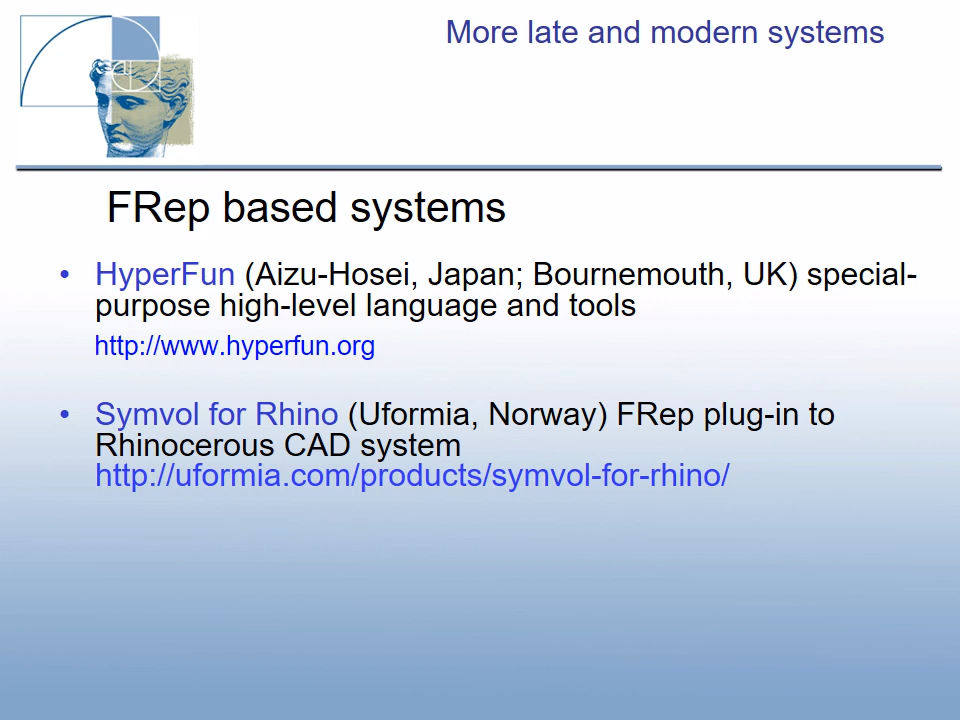 More late and modern systems
FRep based systems
• HyperFun (Aizu-Hosei, Japan; Bournemouth, UK) special-
purpose high-level language and tools
http://www.hyperfun.org
• Symvol for Rhino (Uformia, Norway) FRep plug-in to
Rhinocerous CAD system
http://uformia.com/products/symvol-for-rhino/